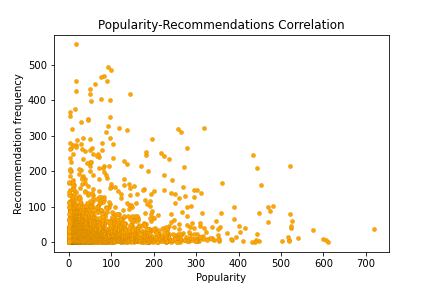 Popularity-Recommendations Correlation
Recommendation frequency
500
400
300
200
100
0
0 100 200 300 400 500 600 700
Popularity